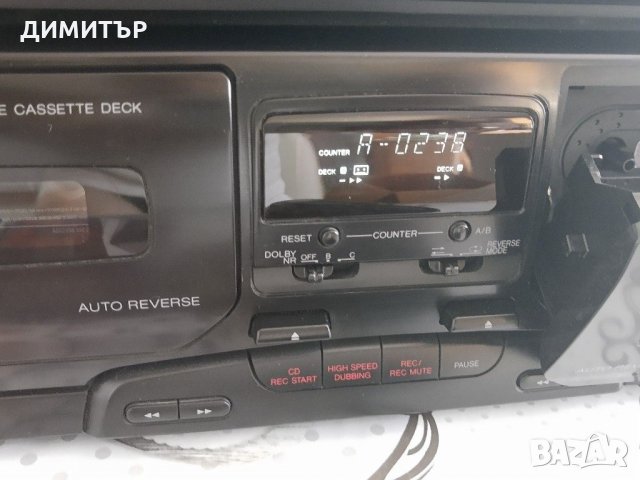 ДИМИТЪР
E CASSETTE DECK
COUNTER A-0238
DECK
DECK
RESET COUNTER A/B
DOLBY NR OFF B C
REVERSE MODE
AUTO REVERSE
CD REC START
HIGH SPEED DUBBING
REC/ REC MUTE
PAUSE
BAZAR